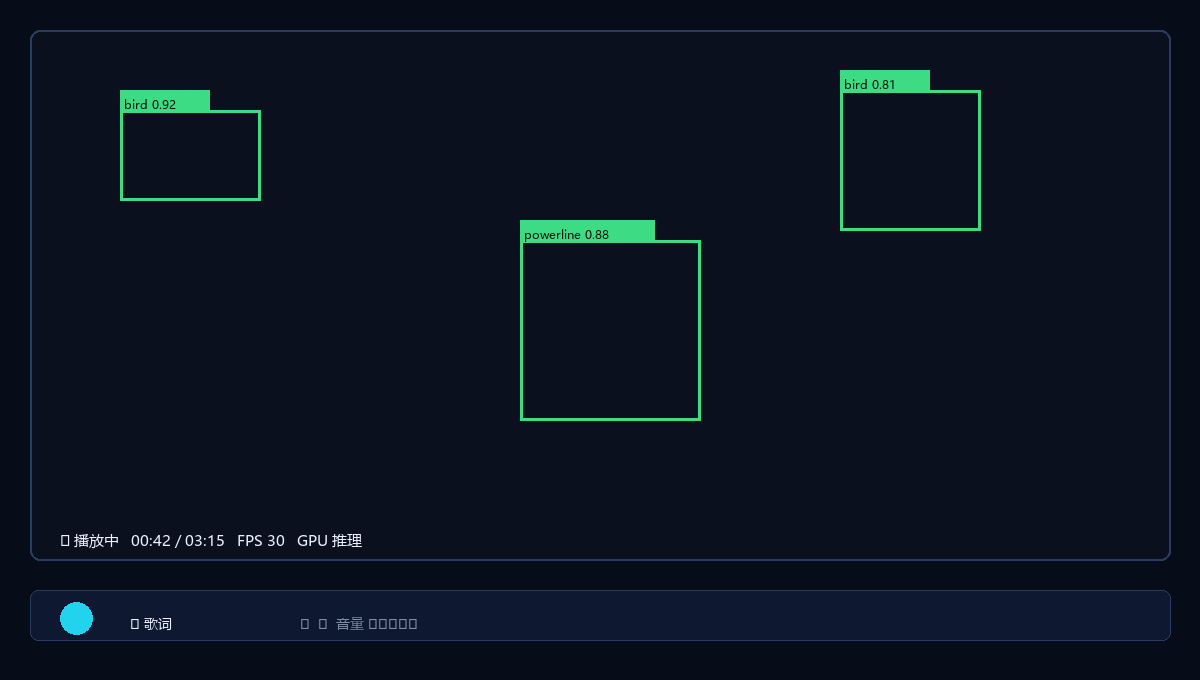 bird 0.81
bird 0.92
powerline 0.88
播放中 00:42 / 03:15 FPS 30 GPU 推理
歌词 音量